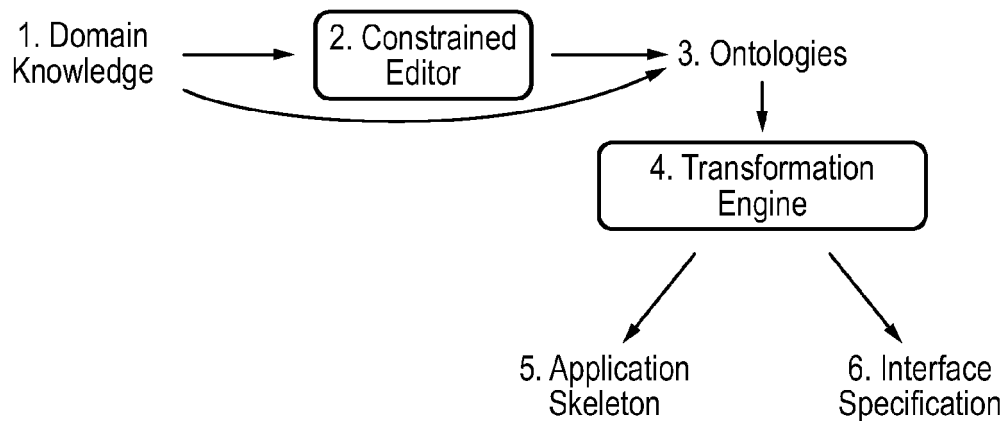 1. Domain
Knowledge
2. Constrained
Editor
3. Ontologies
4. Transformation
Engine
5. Application
Skeleton
6. Interface
Specification